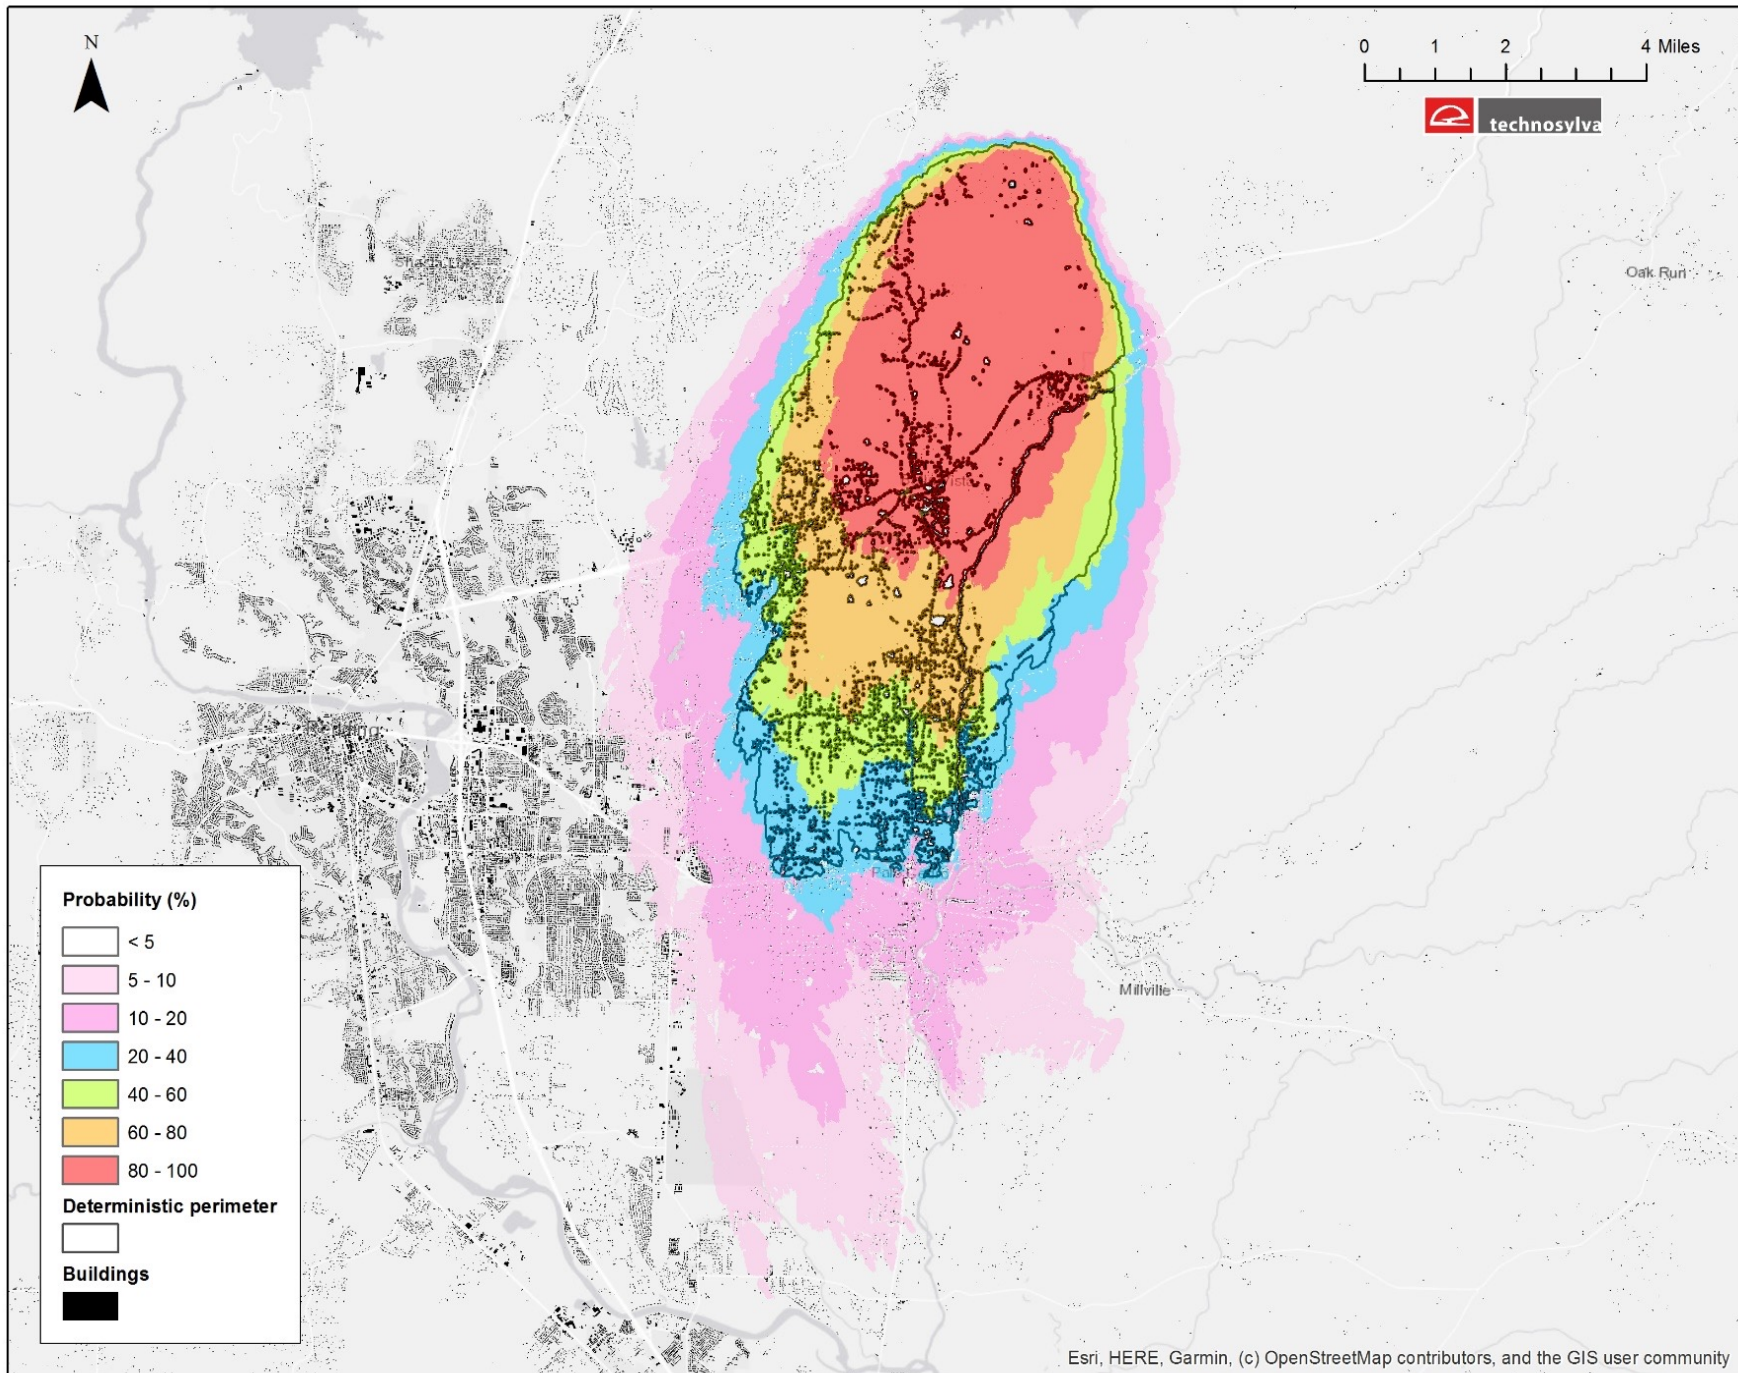 N
0 1 2 4 Miles
technosylva
Oak Run
Redding
Millville
Probability (%)
< 5
5 - 10
10 - 20
20 - 40
40 - 60
60 - 80
80 - 100
Deterministic perimeter
Buildings
Esri, HERE, Garmin, (c) OpenStreetMap contributors, and the GIS user community